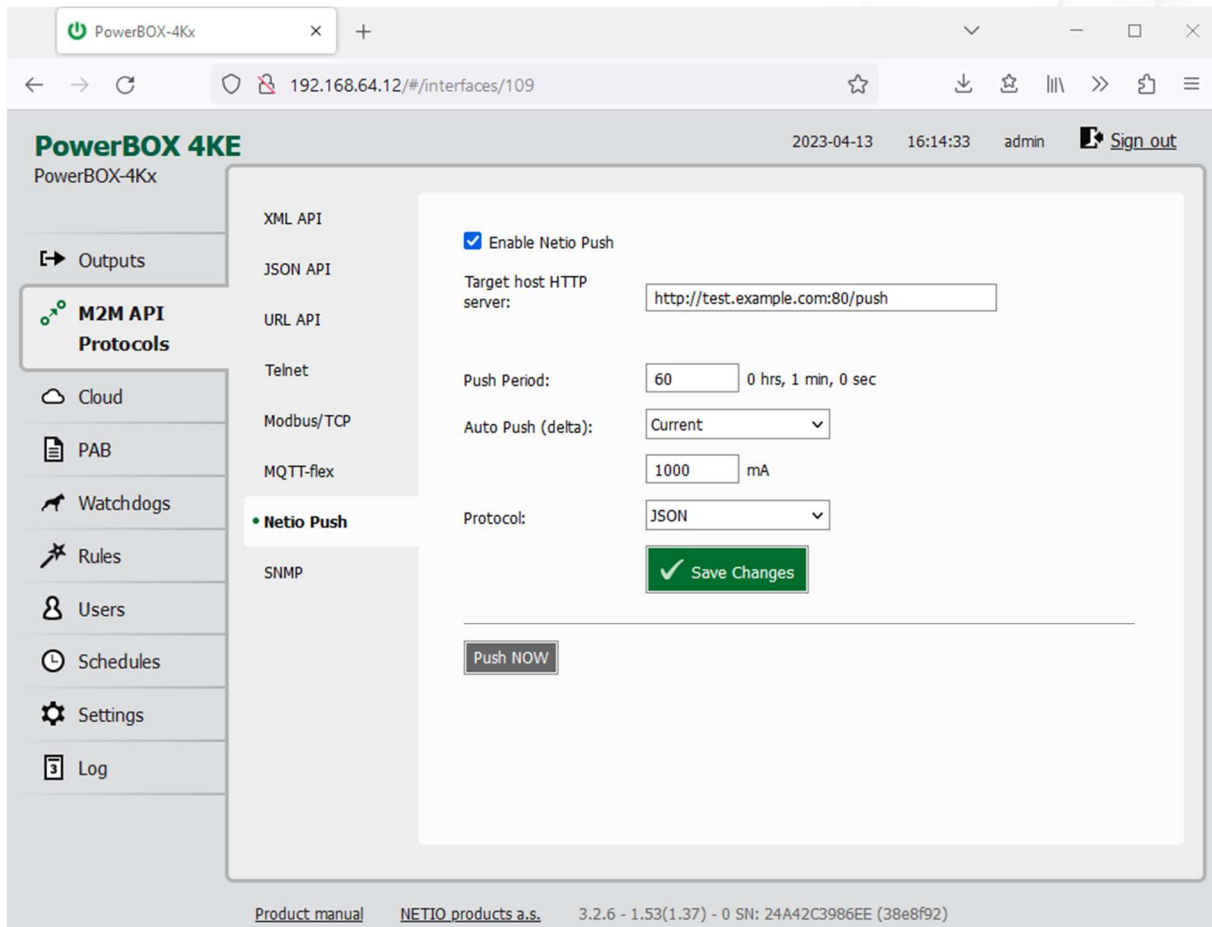 PowerBOX-4Kx
192.168.64.12/#/interfaces/109
PowerBOX 4KE
PowerBOX-4Kx
2023-04-13 16:14:33 admin Sign out
Outputs
M2M API
Protocols
Cloud
PAB
Watchdogs
Rules
Users
Schedules
Settings
3 Log
XML API
JSON API
URL API
Telnet
Modbus/TCP
MQTT-flex
Netio Push
SNMP
Enable Netio Push
Target host HTTP
server:
http://test.example.com:80/push
Push Period: 60 0 hrs, 1 min, 0 sec
Auto Push (delta): Current
1000 mA
Protocol: JSON
Save Changes
Push NOW
Product manual NETIO products a.s. 3.2.6 - 1.53(1.37) - 0 SN: 24A42C3986EE (38e8f92)